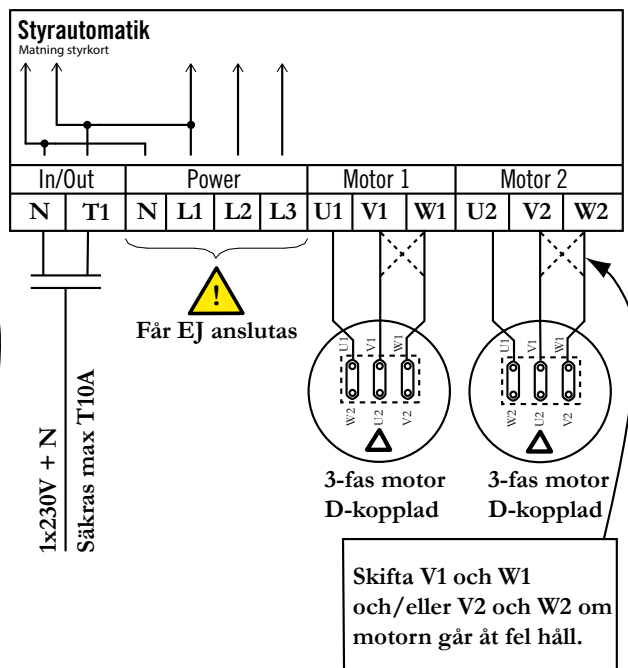 Styrautomatik
Matning styrkort
In/Out Power Motor 1 Motor 2
N T1 N L1 L2 L3 U1 V1 W1 U2 V2 W2
!
Får EJ anslutas
1x230V + N
Säkras max T10A
U1 V1 W1
W2 U2 V2
3-fas motor
D-kopplad
U1 V1 W1
W2 U2 V2
3-fas motor
D-kopplad
Skifta V1 och W1
och/eller V2 och W2 om
motorn går åt fel håll.